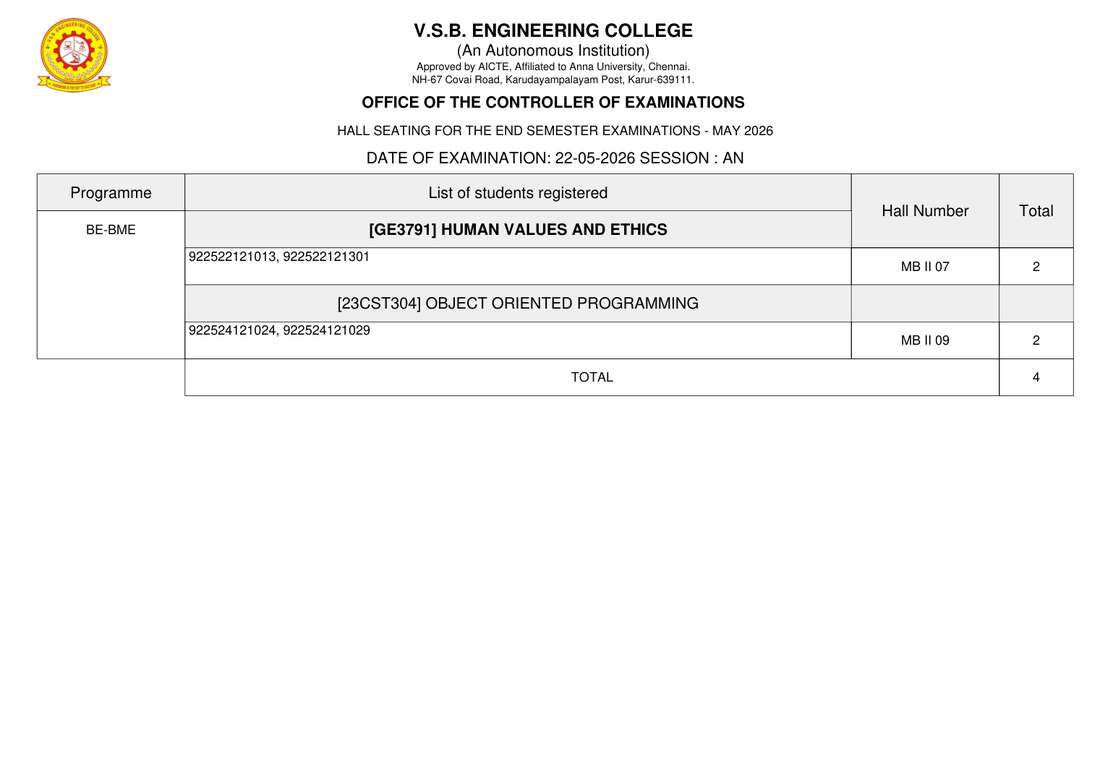 V.S.B. ENGINEERING COLLEGE
(An Autonomous Institution)
Approved by AICTE, Affiliated to Anna University, Chennai.
NH-67 Covai Road, Karudayampalayam Post, Karur-639111.
OFFICE OF THE CONTROLLER OF EXAMINATIONS
HALL SEATING FOR THE END SEMESTER EXAMINATIONS - MAY 2026
DATE OF EXAMINATION: 22-05-2026 SESSION : AN
Programme
List of students registered
Hall Number
Total
BE-BME
[GE3791] HUMAN VALUES AND ETHICS
922522121013, 922522121301
MB II 07
2
[23CST304] OBJECT ORIENTED PROGRAMMING
922524121024, 922524121029
MB II 09
2
TOTAL
4